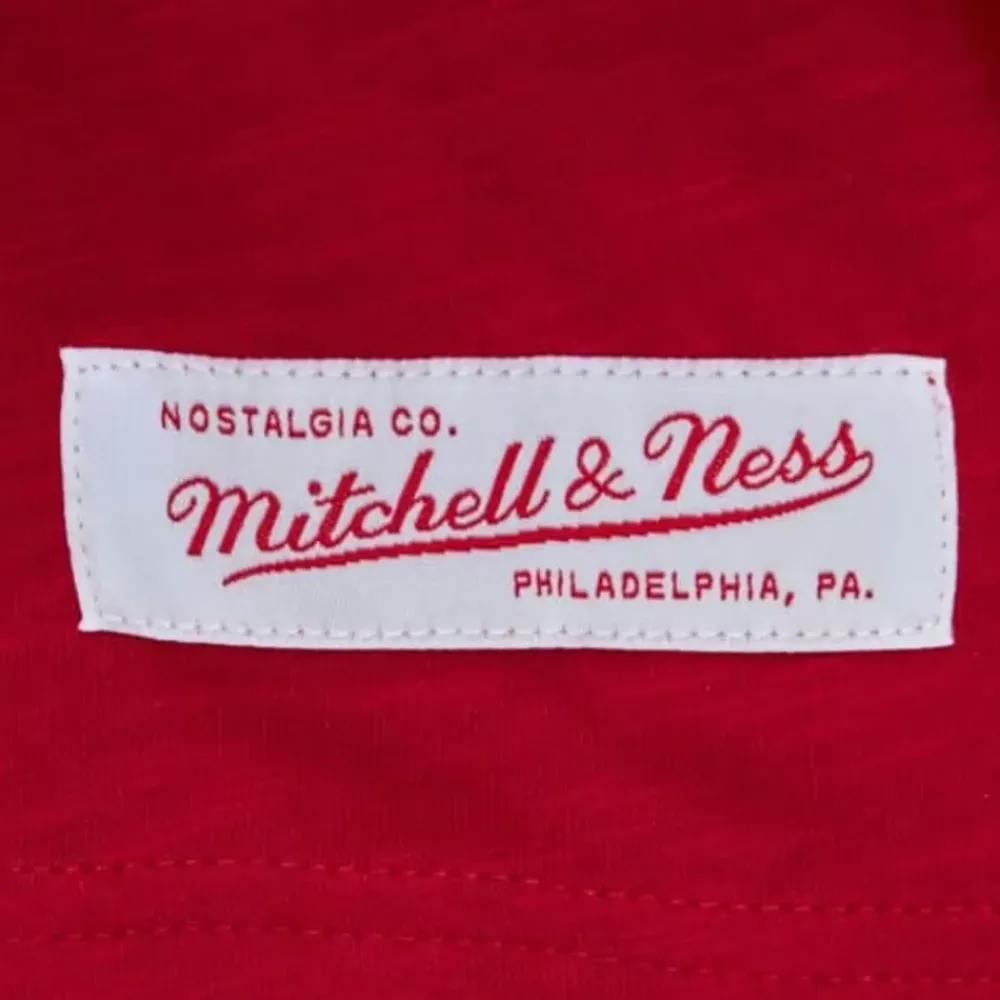 NOSTALGIA CO.
Mitchell & Ness
PHILADELPHIA, PA.